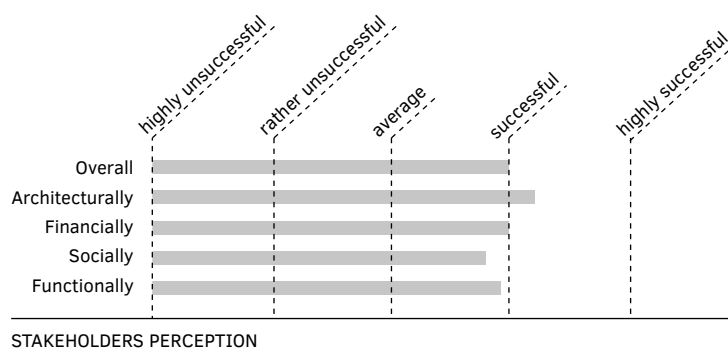 highly unsuccessful
rather unsuccessful
average
successful
highly successful
Overall
Architecturally
Financially
Socially
Functionally
STAKEHOLDERS PERCEPTION